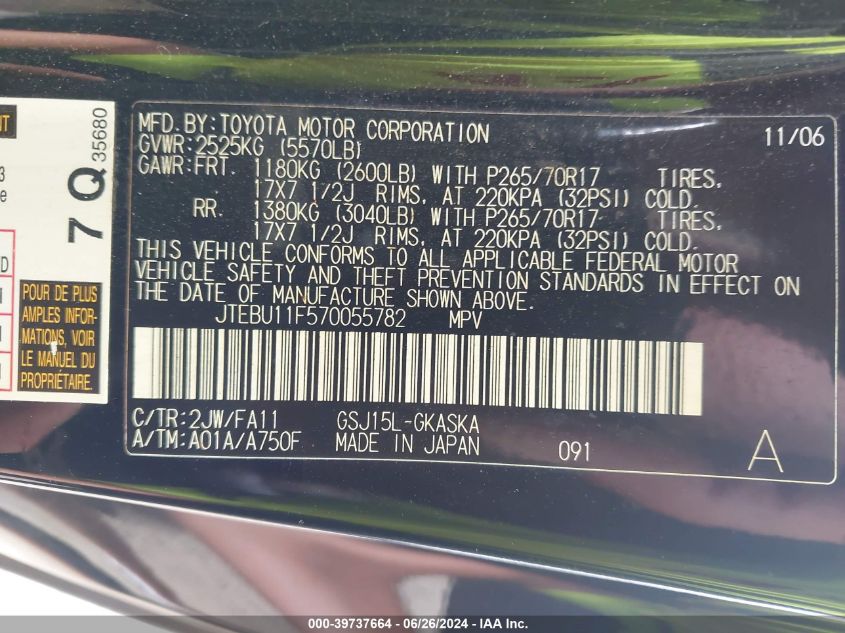 MFD.BY:TOYOTA MOTOR CORPORATION 11/06
GVWR:2525KG (5570LB)
GAWR:FRT. 1180KG (2600LB) WITH P265/70R17 TIRES,
17X7 1/2J RIMS, AT 220KPA (32PSI) COLD.
RR. 1380KG (3040LB) WITH P265/70R17 TIRES,
17X7 1/2J RIMS, AT 220KPA (32PSI) COLD.
THIS VEHICLE CONFORMS TO ALL APPLICABLE FEDERAL MOTOR
VEHICLE SAFETY AND THEFT PREVENTION STANDARDS IN EFFECT ON
THE DATE OF MANUFACTURE SHOWN ABOVE.
JTEBU11F570055782 MPV
C/TR:2JW/FA11 GSJ15L-GKASKA
A/TM:A01A/A750F MADE IN JAPAN 091 A
7 Q 35680
POUR DE PLUS
AMPLES INFOR-
MATIONS, VOIR
LE MANUEL DU
PROPRIÉTAIRE.
000-39737664 - 06/26/2024 - IAA Inc.